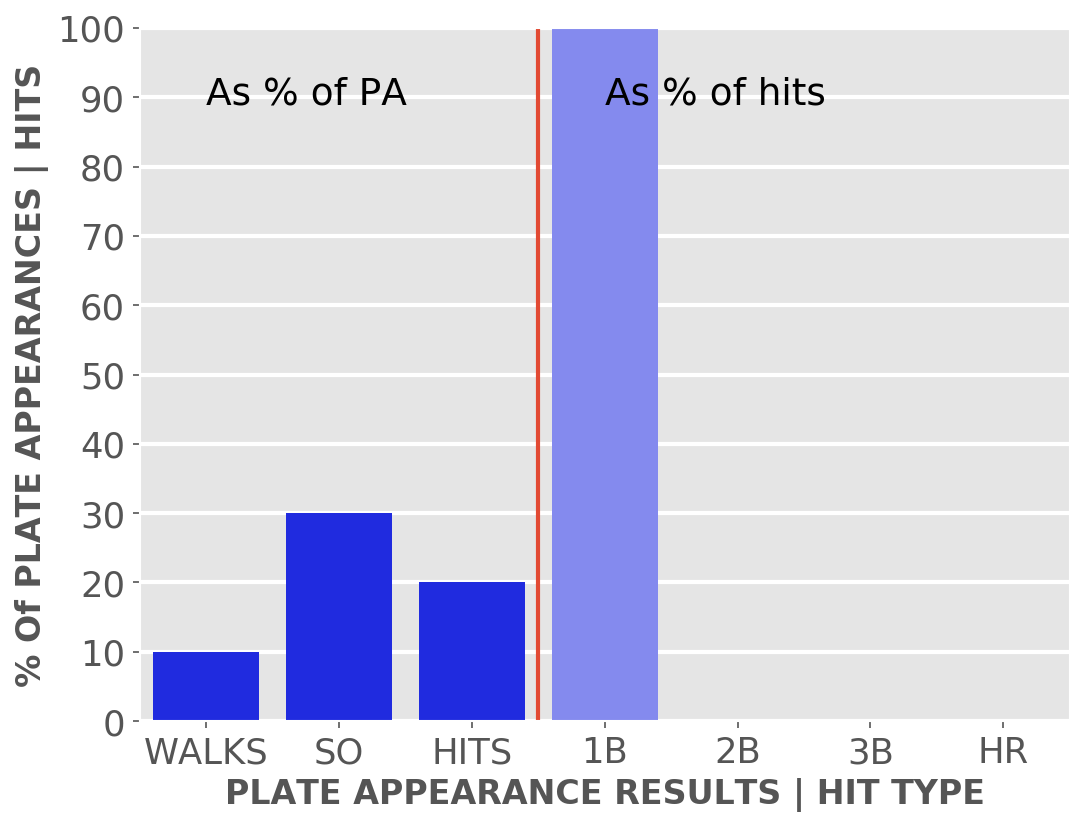 % Of PLATE APPEARANCES | HITS
100
90
80
70
60
50
40
30
20
10
0
As % of PA
As % of hits
WALKS SO HITS 1B 2B 3B HR
PLATE APPEARANCE RESULTS | HIT TYPE